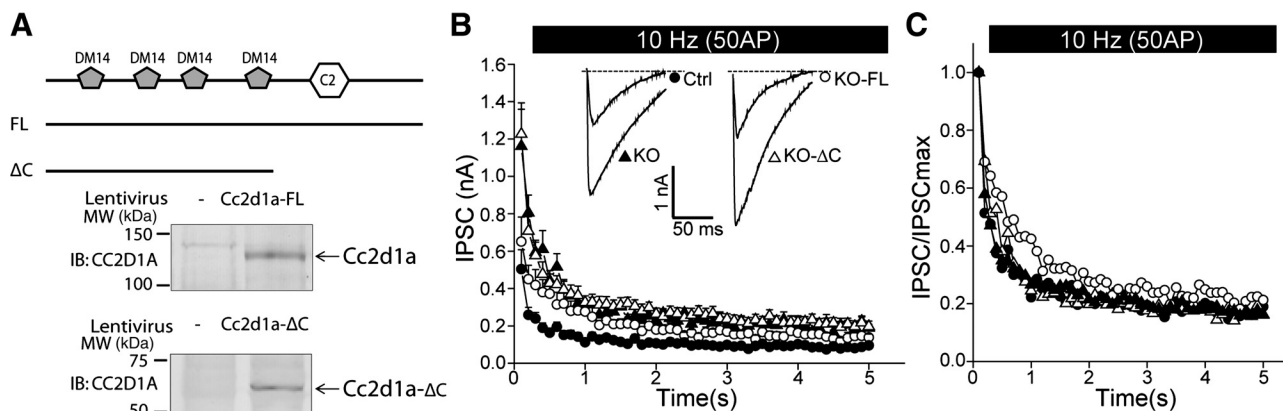 A
DM14 DM14 DM14 DM14
C2
FL
ΔC
Lentivirus - Cc2d1a-FL
MW (kDa)
150
IB: CC2D1A
100
Cc2d1a
Lentivirus - Cc2d1a-ΔC
MW (kDa)
75
IB: CC2D1A
50
Cc2d1a-ΔC
B
10 Hz (50AP)
IPSC (nA)
1.6
1.4
1.2
1.0
0.8
0.6
0.4
0.2
0.0
Ctrl
KO-FL
KO
KO-ΔC
1 nA
50 ms
0 1 2 3 4 5
Time(s)
C
10 Hz (50AP)
IPSC/IPSCmax
1.0
0.8
0.6
0.4
0.2
0.0
0 1 2 3 4 5
Time(s)